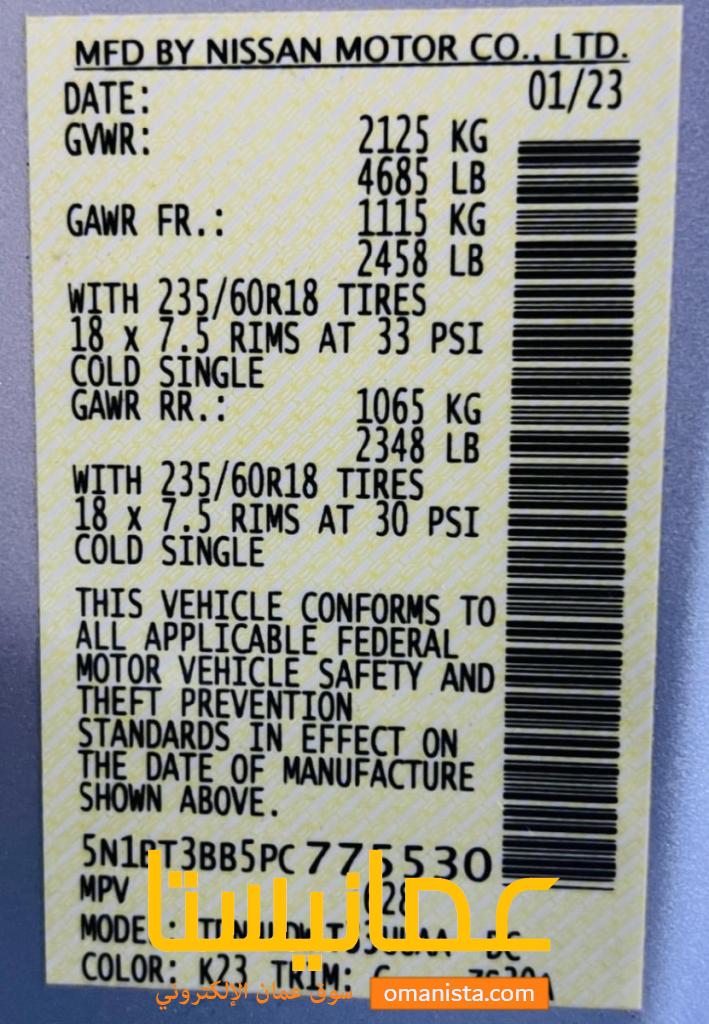 MFD BY NISSAN MOTOR CO., LTD.
DATE: 01/23
GVWR: 2125 KG
4685 LB
GAWR FR.: 1115 KG
2458 LB
WITH 235/60R18 TIRES
18 x 7.5 RIMS AT 33 PSI
COLD SINGLE
GAWR RR.: 1065 KG
2348 LB
WITH 235/60R18 TIRES
18 x 7.5 RIMS AT 30 PSI
COLD SINGLE
THIS VEHICLE CONFORMS TO
ALL APPLICABLE FEDERAL
MOTOR VEHICLE SAFETY AND
THEFT PREVENTION
STANDARDS IN EFFECT ON
THE DATE OF MANUFACTURE
SHOWN ABOVE.
5N1BT3BB5PC775530
MPV
عمانيستا
MODEL:
COLOR: K23 TRIM: G
سوق عمان الإلكتروني
omanista.com